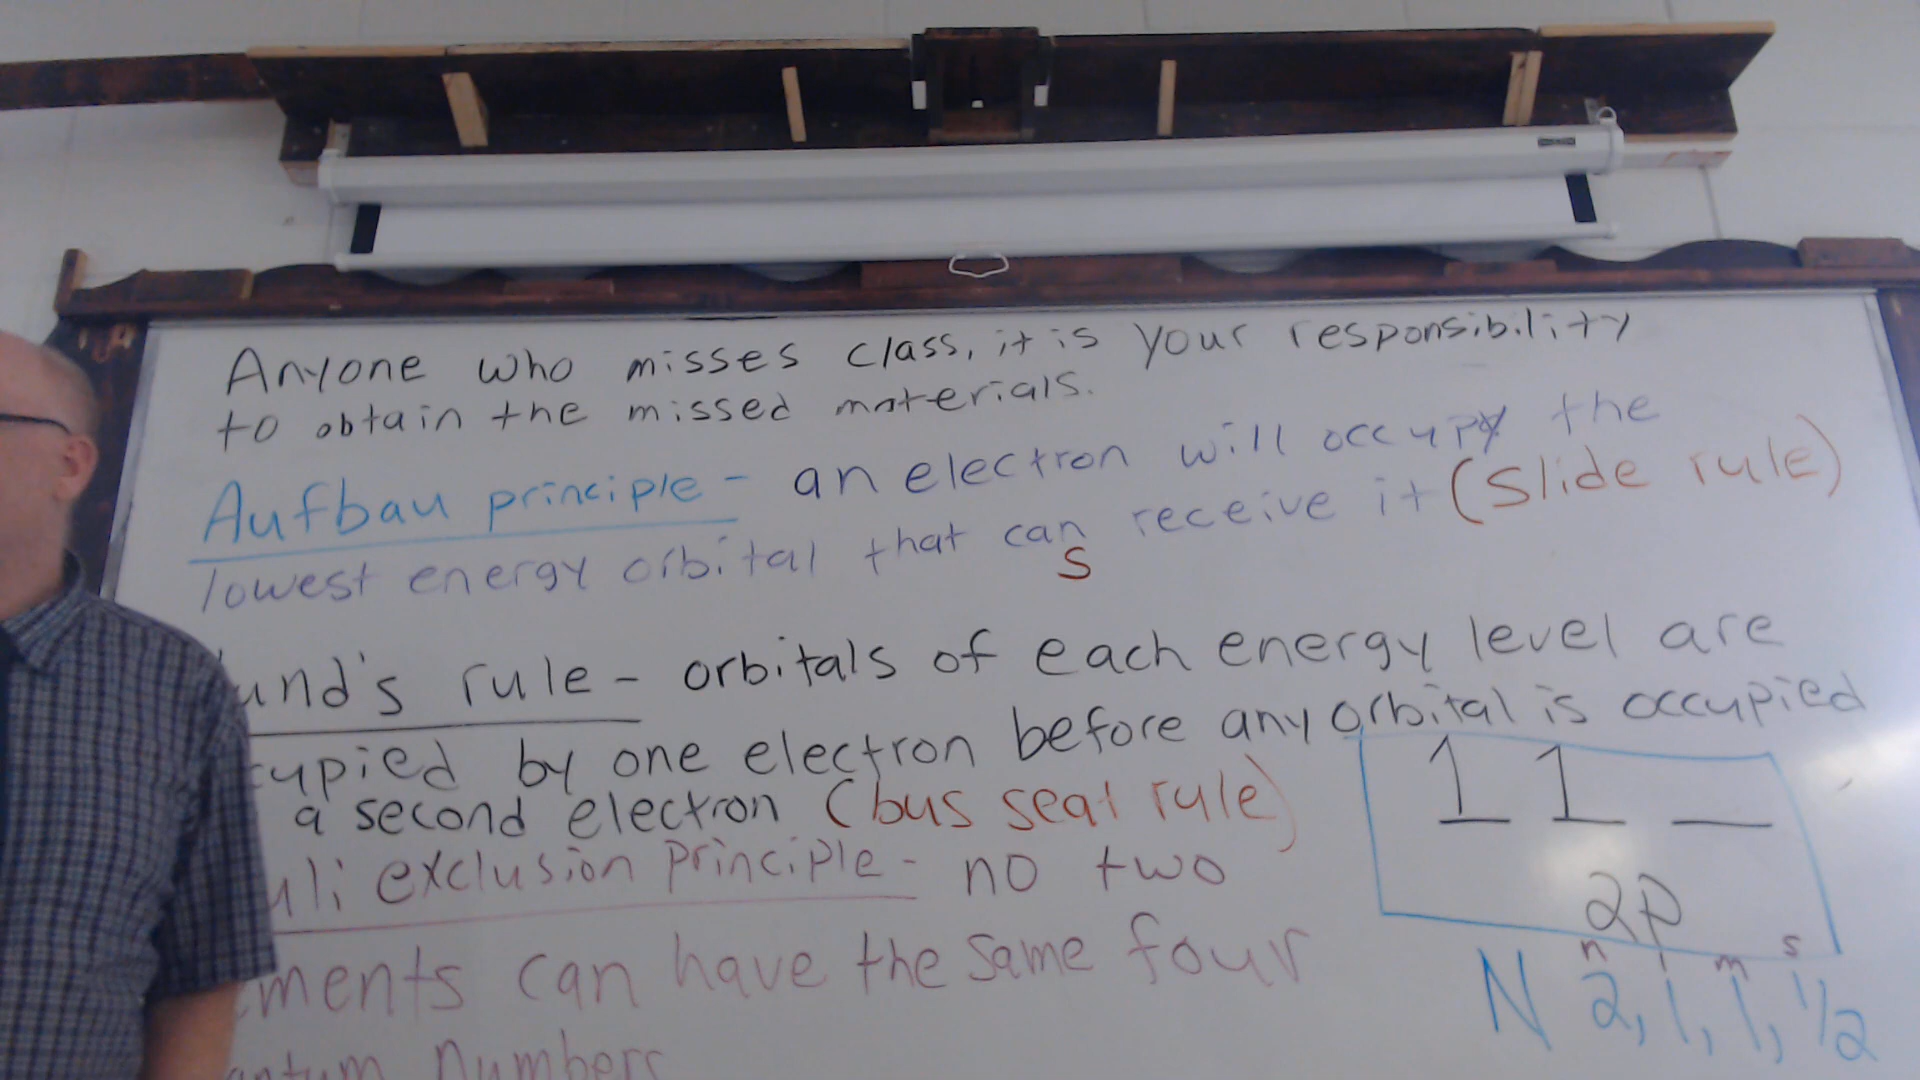 Anyone who misses class, it is your responsibility
to obtain the missed materials.
Aufbau principle - an electron will occupy the
lowest energy orbital that can receive it (Slide rule)
s
und's rule - orbitals of each energy level are
cupied by one electron before any orbital is occupied
a second electron (bus seat rule)
uli exclusion principle - no two
ments can have the same four
antum numbers
1 1 _
2p
n l m s
N 2, 1, 1, 1/2